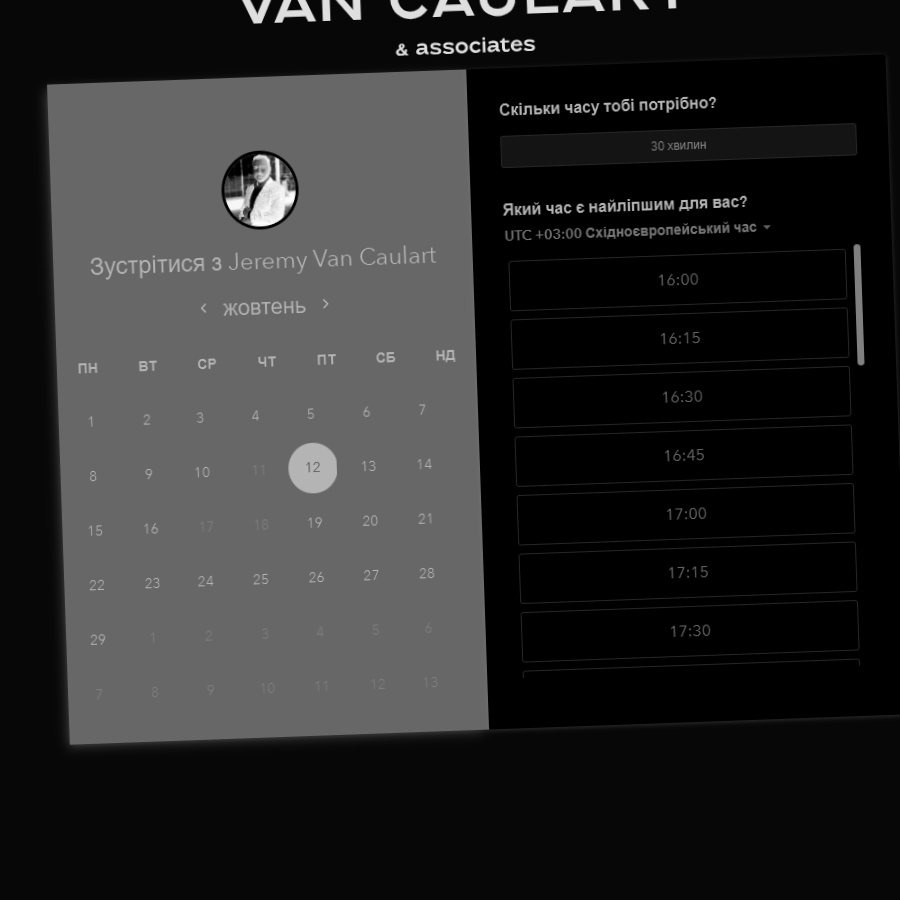 VAN CAULART
& associates
Зустрітися з Jeremy Van Caulart
жовтень
ПН ВТ СР ЧТ ПТ СБ НД
1 2 3 4 5 6 7
8 9 10 11 12 13 14
15 16 17 18 19 20 21
22 23 24 25 26 27 28
29 1 2 3 4 5 6
7 8 9 10 11 12 13
Скільки часу тобі потрібно?
30 хвилин
Який час є найліпшим для вас?
UTC +03:00 Східноєвропейський час
16:00
16:15
16:30
16:45
17:00
17:15
17:30